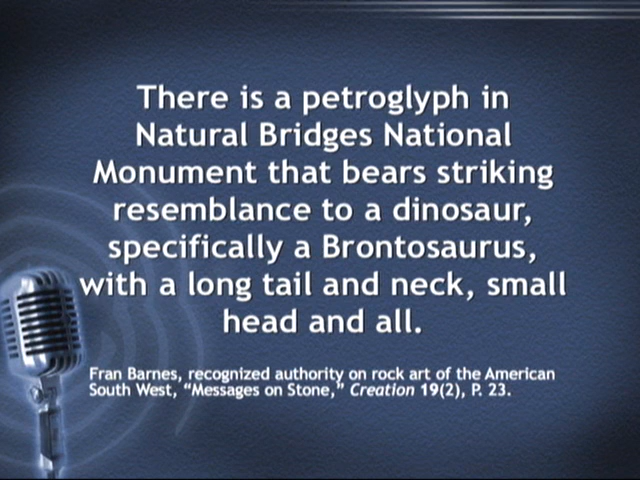 There is a petroglyph in
Natural Bridges National
Monument that bears striking
resemblance to a dinosaur,
specifically a Brontosaurus,
with a long tail and neck, small
head and all.
Fran Barnes, recognized authority on rock art of the American
South West, “Messages on Stone,” Creation 19(2), P. 23.